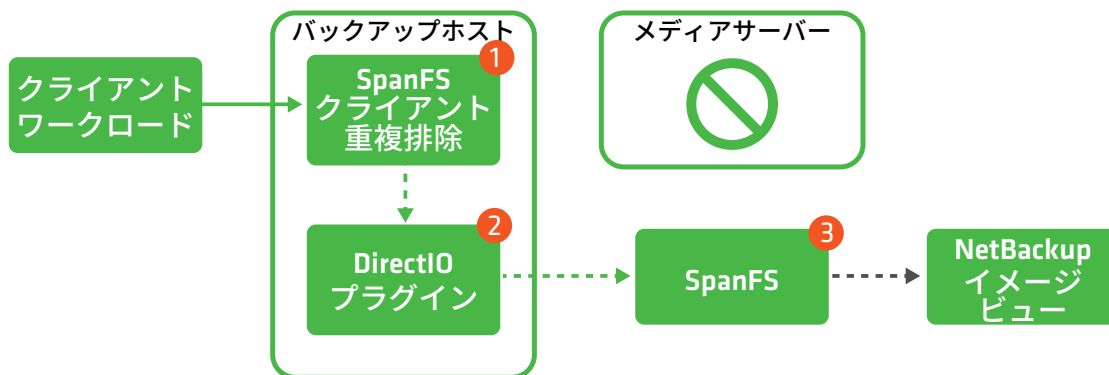 バックアップホスト
メディアサーバー
クライアント
ワークロード
1
SpanFS
クライアント
重複排除
2
DirectIO
プラグイン
3
SpanFS
NetBackup
イメージ
ビュー